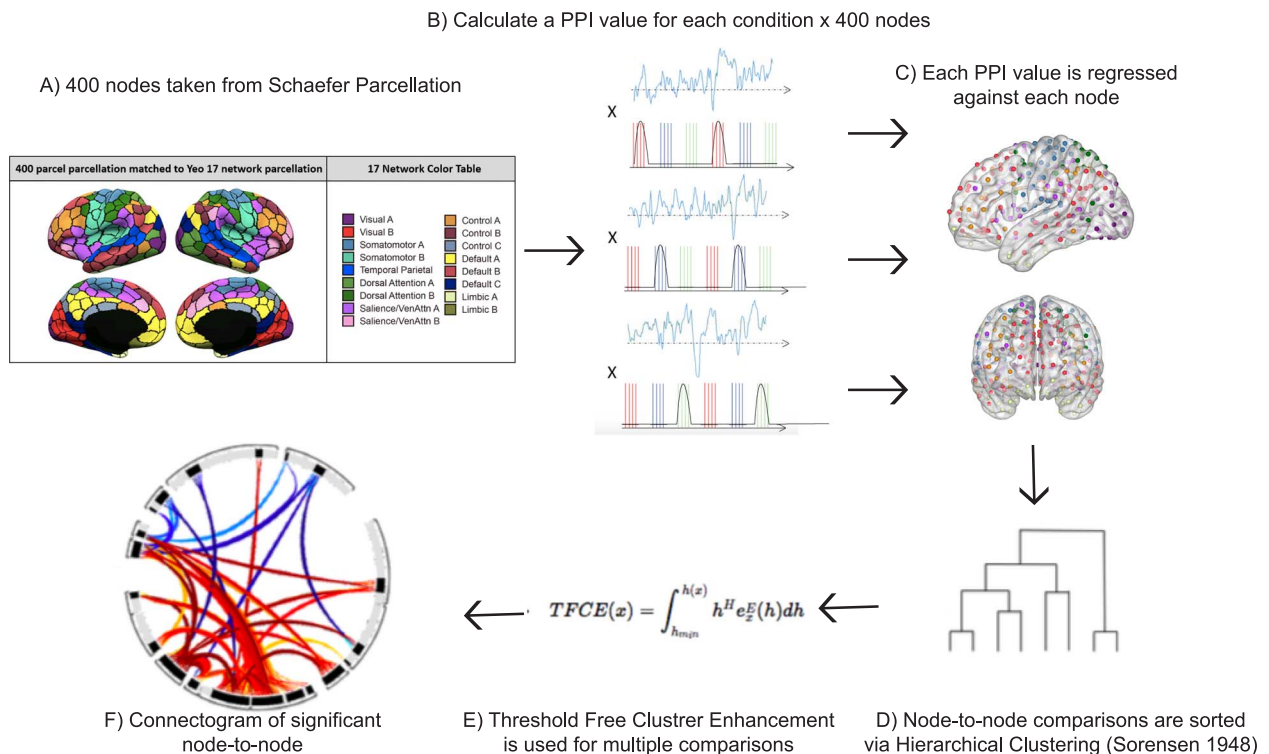 B) Calculate a PPI value for each condition x 400 nodes
A) 400 nodes taken from Schaefer Parcellation
C) Each PPI value is regressed
against each node
400 parcel parcellation matched to Yeo 17 network parcellation
17 Network Color Table
Visual A
Visual B
Somatomotor A
Somatomotor B
Temporal Parietal
Dorsal Attention A
Dorsal Attention B
Salience/VenAttn A
Salience/VenAttn B
Control A
Control B
Control C
Default A
Default B
Default C
Limbic A
Limbic B
X
X
X
TFCE(x) = ∫_{h_{min}}^{h(x)} h^H e_x^E(h)dh
F) Connectogram of significant
node-to-node
E) Threshold Free Clustrer Enhancement
is used for multiple comparisons
D) Node-to-node comparisons are sorted
via Hierarchical Clustering (Sorensen 1948)